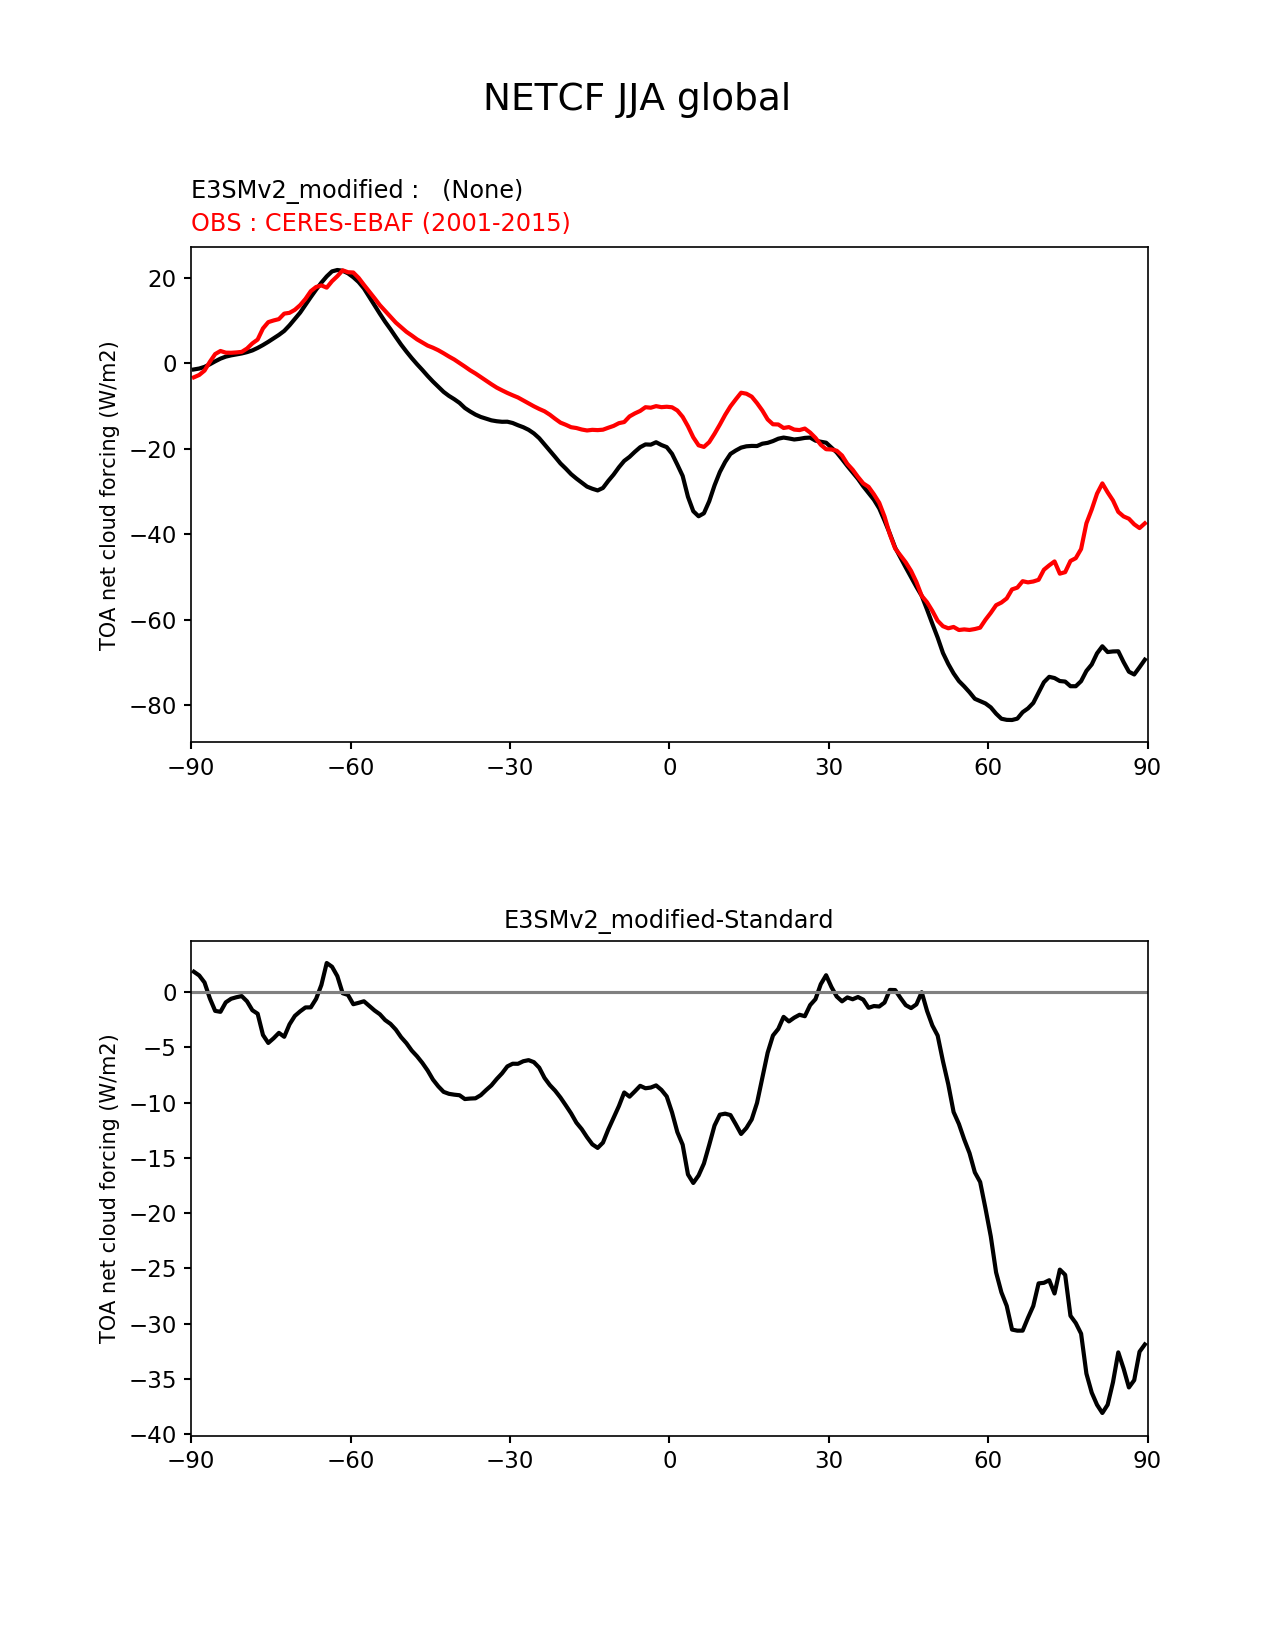 NETCF JJA global
E3SMv2_modified :   (None)
OBS : CERES-EBAF (2001-2015)
20
0
−20
−40
−60
−80
TOA net cloud forcing (W/m2)
−90 −60 −30 0 30 60 90
E3SMv2_modified-Standard
0
−5
−10
−15
−20
−25
−30
−35
−40
TOA net cloud forcing (W/m2)
−90 −60 −30 0 30 60 90